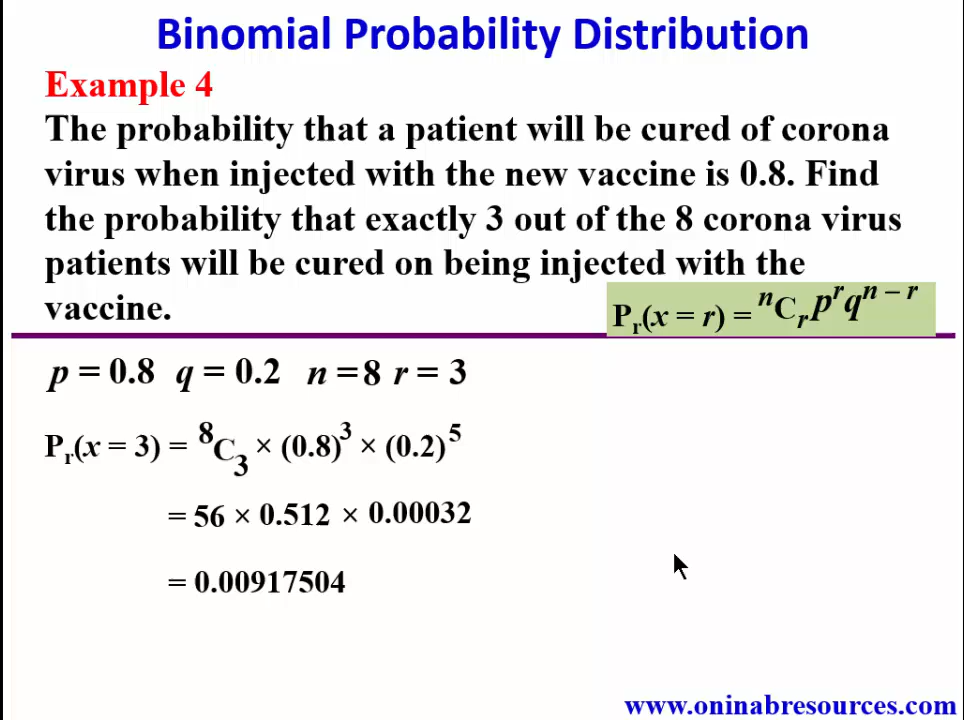 Binomial Probability Distribution
Example 4
The probability that a patient will be cured of corona
virus when injected with the new vaccine is 0.8. Find
the probability that exactly 3 out of the 8 corona virus
patients will be cured on being injected with the
vaccine.
Pr(x = r) = ⁿCᵣ pʳqⁿ⁻ʳ
p = 0.8 q = 0.2 n = 8 r = 3
Pr(x = 3) = ⁸C₃ × (0.8)³ × (0.2)⁵
= 56 × 0.512 × 0.00032
= 0.00917504
www.oninabresources.com